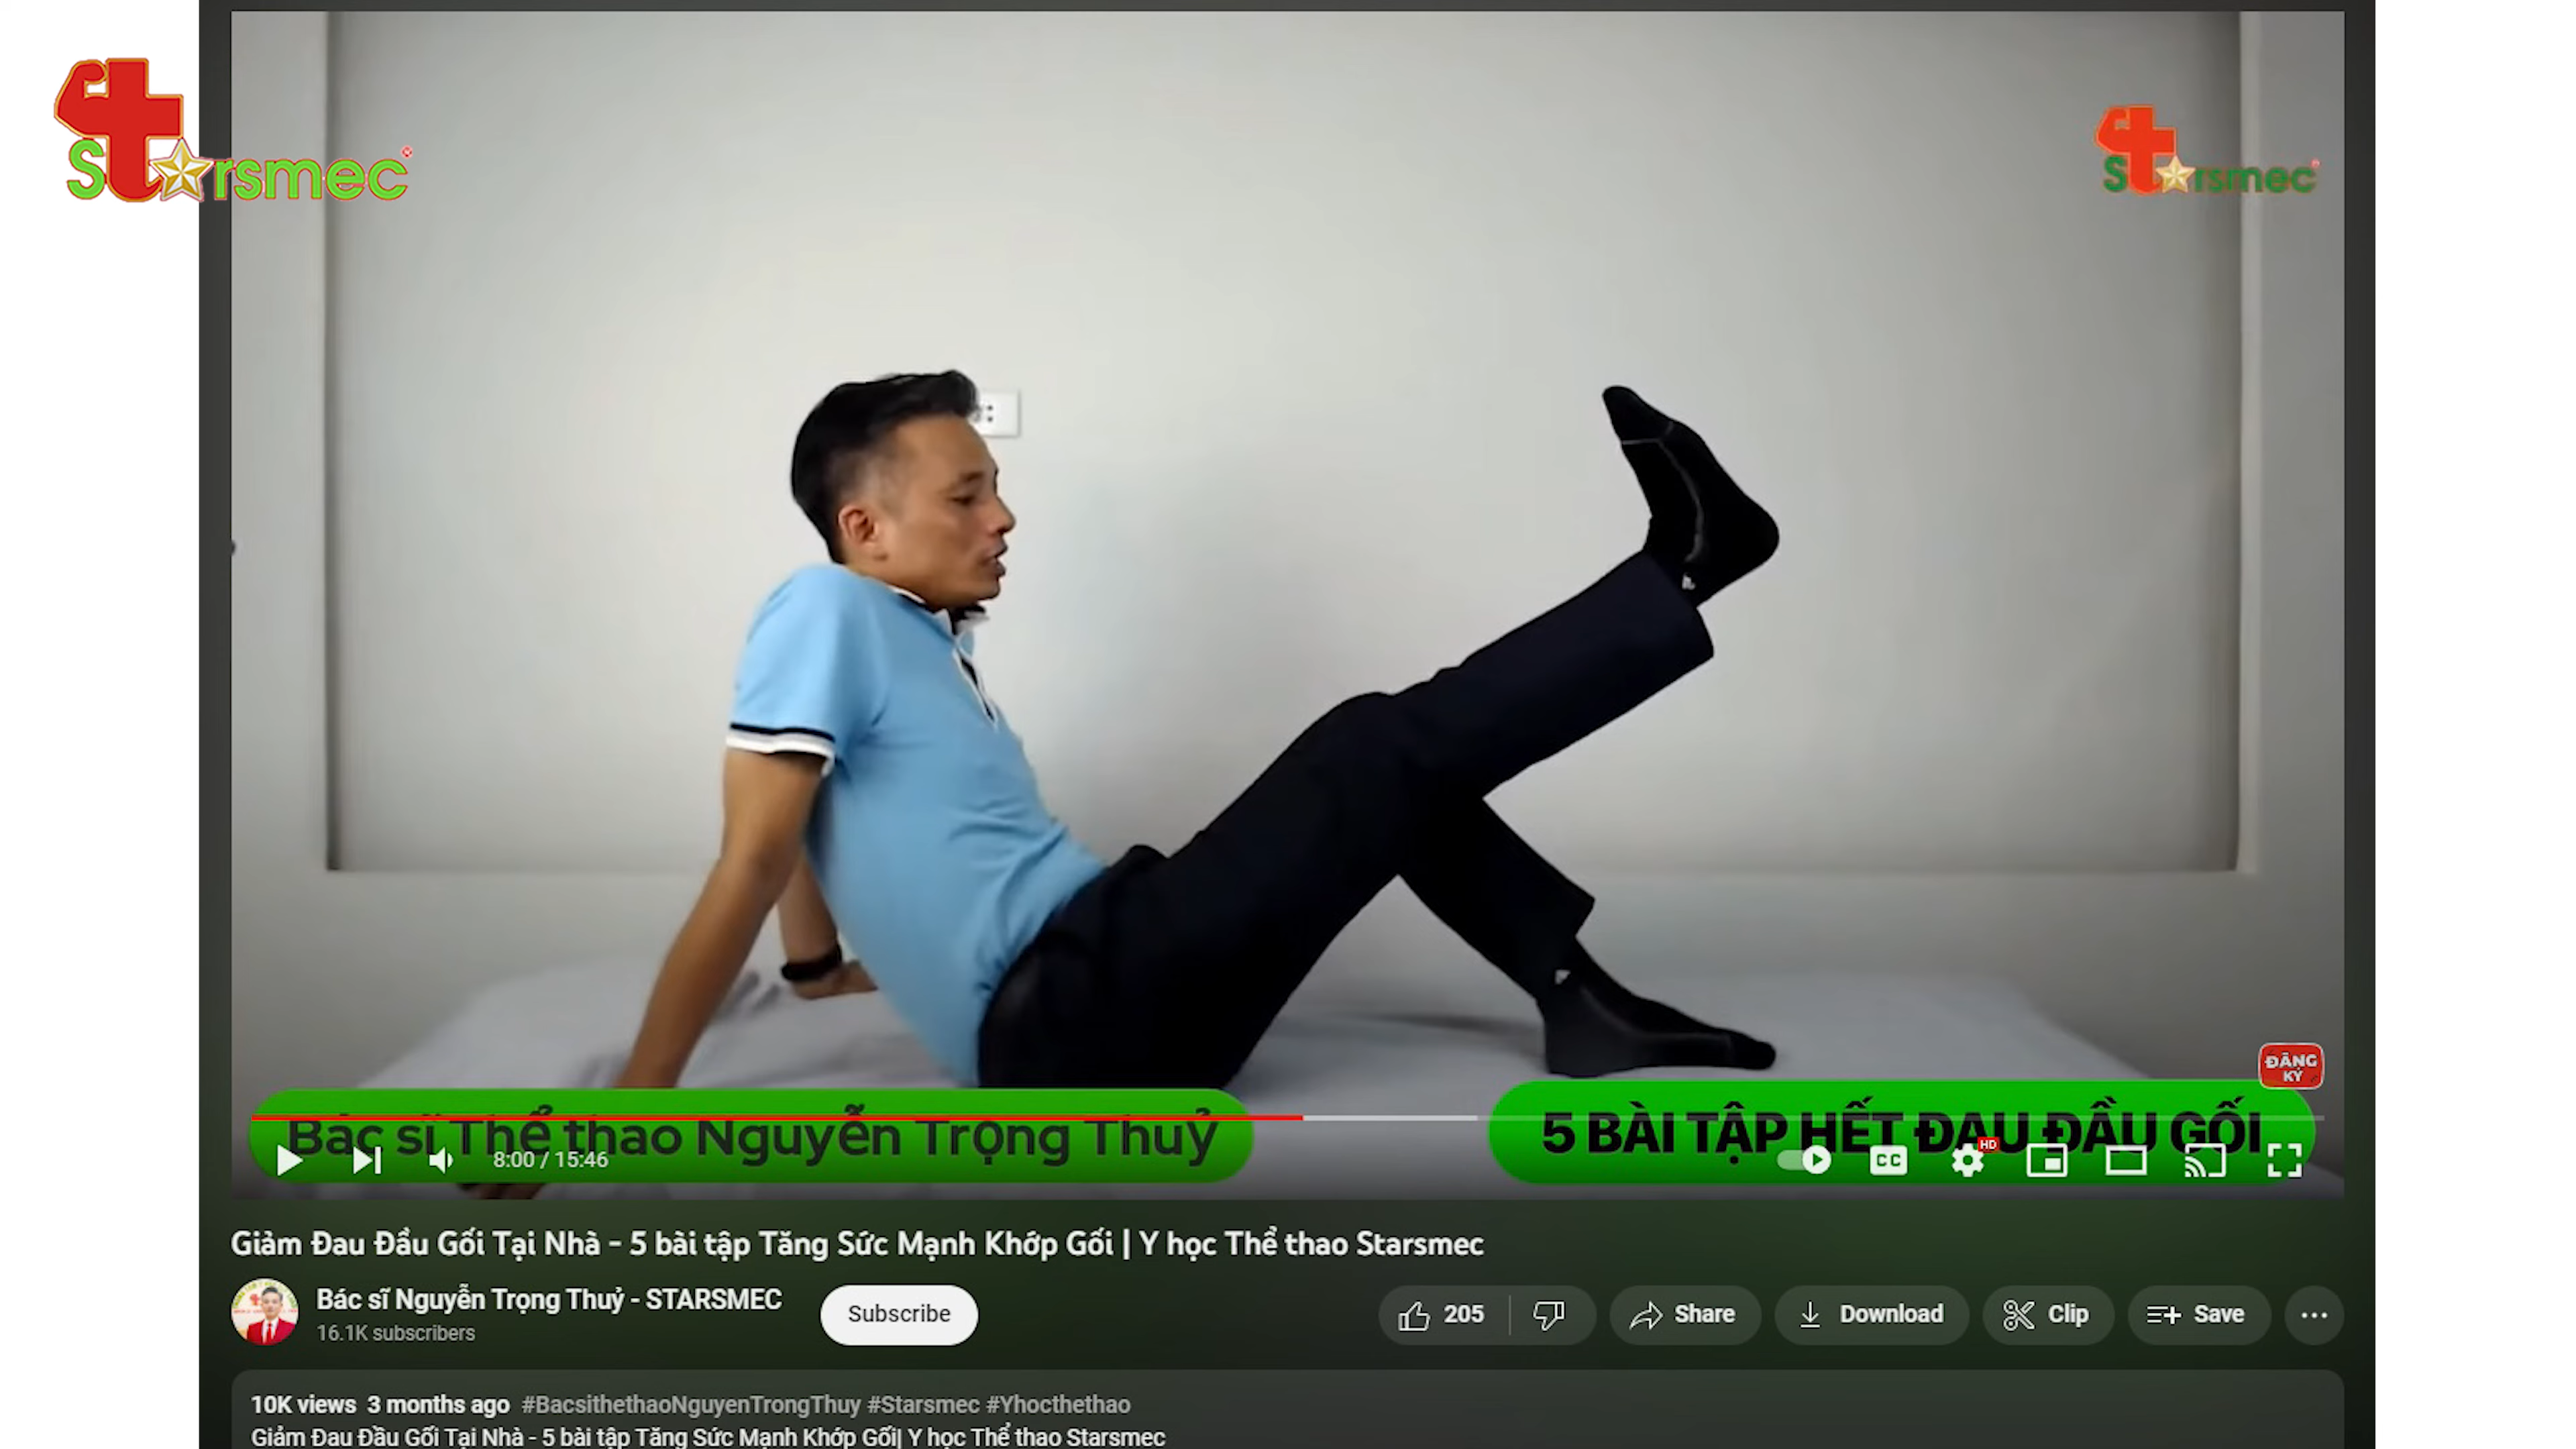 Starsmec
Starsmec
ĐĂNG
KÝ
Bác sĩ Thể thao Nguyễn Trọng Thuỷ
5 BÀI TẬP HẾT ĐAU ĐẦU GỐI
8:00 / 15:46
CC
HD
Giảm Đau Đầu Gối Tại Nhà - 5 bài tập Tăng Sức Mạnh Khớp Gối | Y học Thể thao Starsmec
Bác sĩ Nguyễn Trọng Thuỷ - STARSMEC
16.1K subscribers
Subscribe
205
Share
Download
Clip
Save
10K views 3 months ago #BacsithethaoNguyenTrongThuy #Starsmec #Yhocthethao
Giảm Đau Đầu Gối Tại Nhà - 5 bài tập Tăng Sức Mạnh Khớp Gối| Y học Thể thao Starsmec